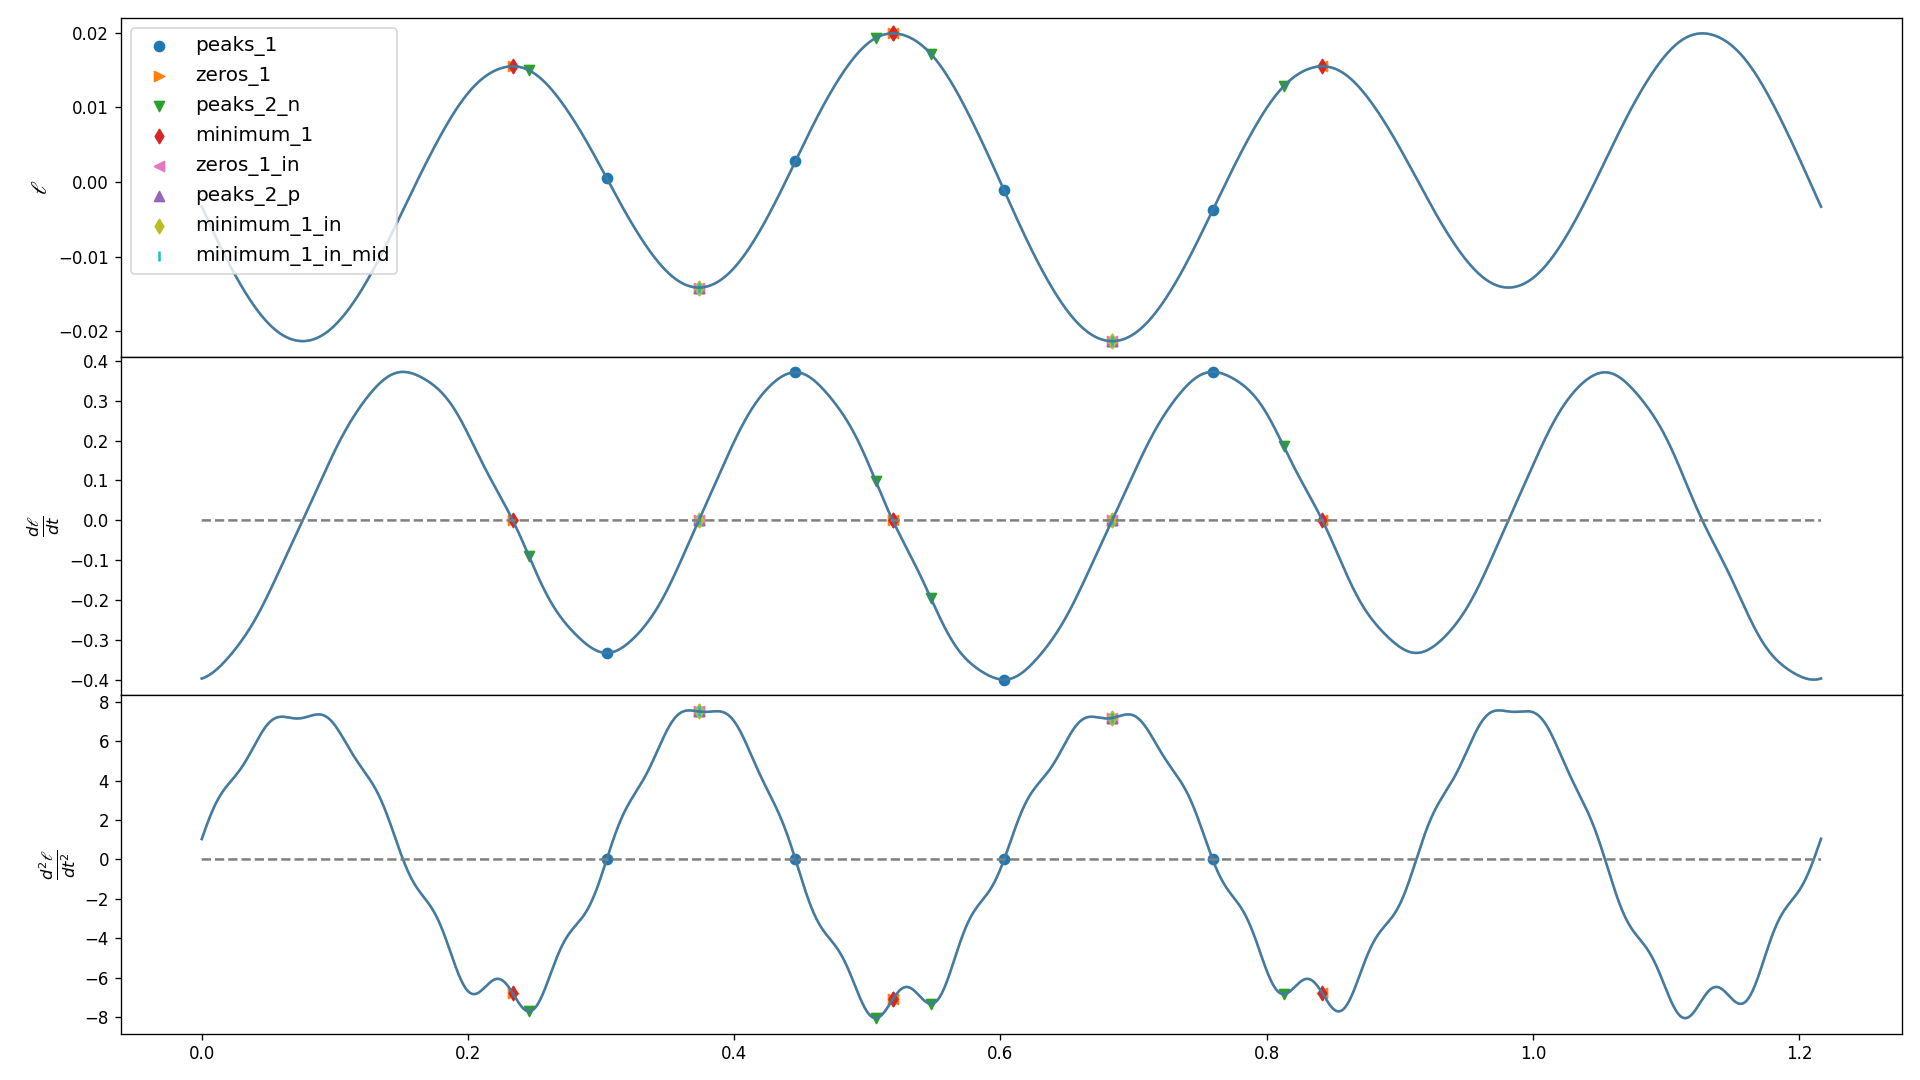 0.02
0.01
0.00
−0.01
−0.02
ℓ
peaks_1
zeros_1
peaks_2_n
minimum_1
zeros_1_in
peaks_2_p
minimum_1_in
minimum_1_in_mid
0.4
0.3
0.2
0.1
0.0
−0.1
−0.2
−0.3
−0.4
dℓ
dt
8
6
4
2
0
−2
−4
−6
−8
d²ℓ
dt²
0.0 0.2 0.4 0.6 0.8 1.0 1.2